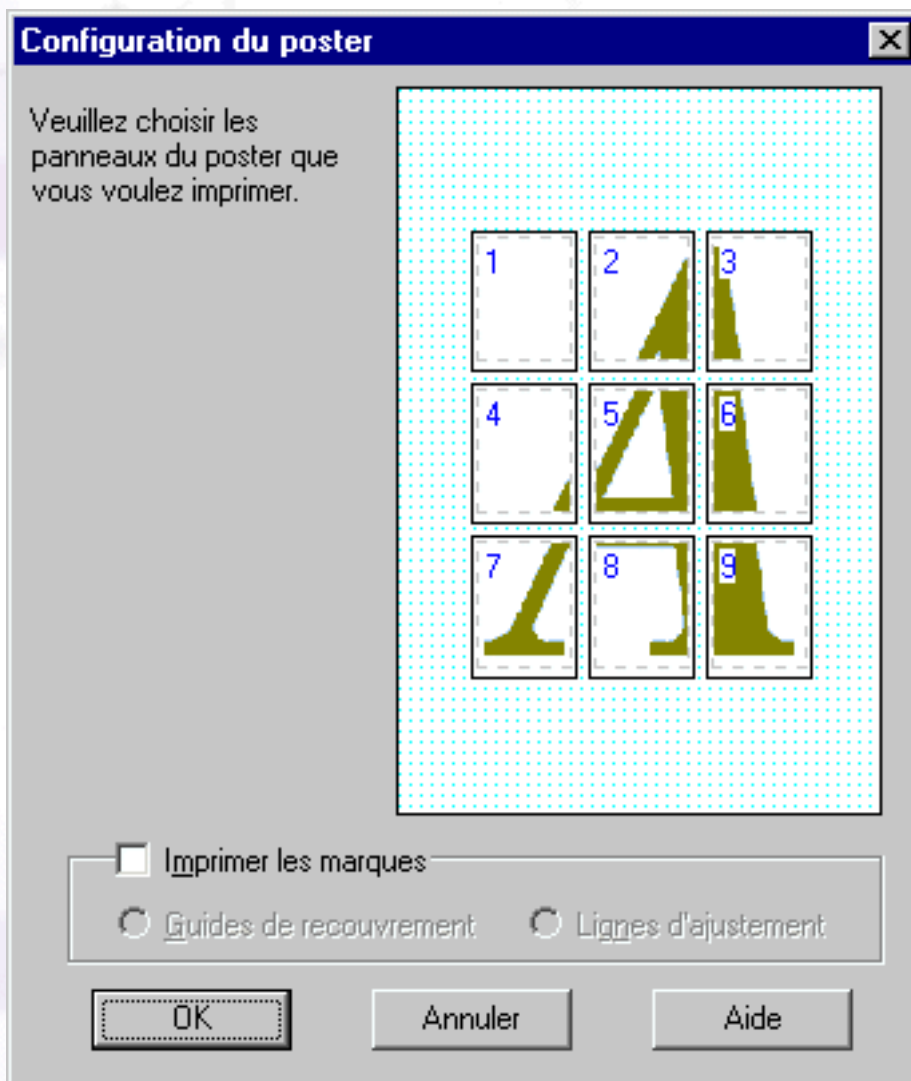 Configuration du poster
Veuillez choisir les
panneaux du poster que
vous voulez imprimer.
1 2 3
4 5 6
7 8 9
Imprimer les marques
Guides de recouvrement Lignes d'ajustement
OK Annuler Aide